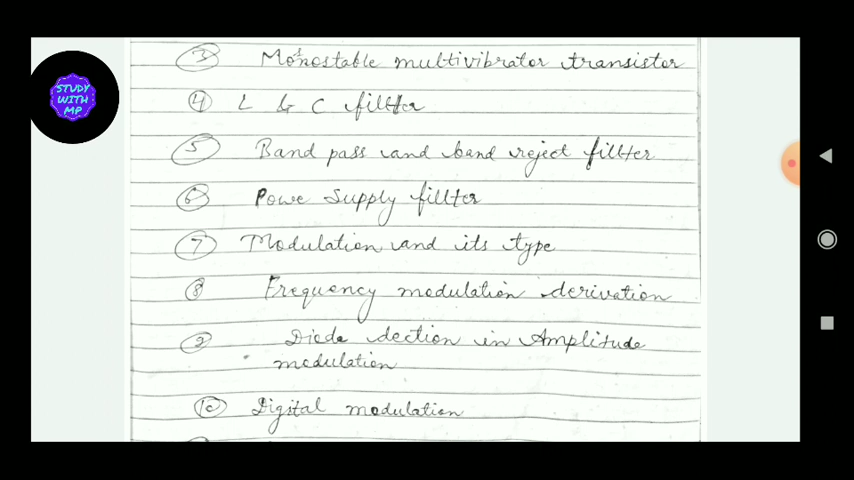 STUDY
WITH
MP
3 Monostable multivibrator transistor
4 L & C fillter
5 Band pass and band reject fillter
6 Powe Supply fillter
7 Modulation and its type
8 Frequency modulation derivation
9 Diode dection in Amplitude
modulation
10 Digital modulation